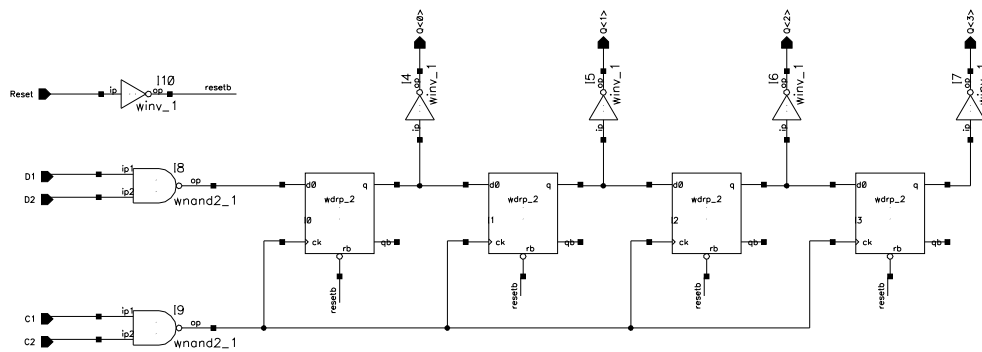 Q<0>
Q<1>
Q<2>
Q<3>
I4
winv_1
op
ip
I5
winv_1
op
ip
I6
winv_1
op
ip
I7
winv_1
op
ip
Reset
ip
I10
op
winv_1
resetb
D1
D2
ip1
ip2
I8
op
wnand2_1
d0
q
wdrp_2
I0
ck
qb
rb
resetb
d0
q
wdrp_2
I1
ck
qb
rb
resetb
d0
q
wdrp_2
I2
ck
qb
rb
resetb
d0
q
wdrp_2
I3
ck
qb
rb
resetb
C1
C2
ip1
ip2
I9
op
wnand2_1